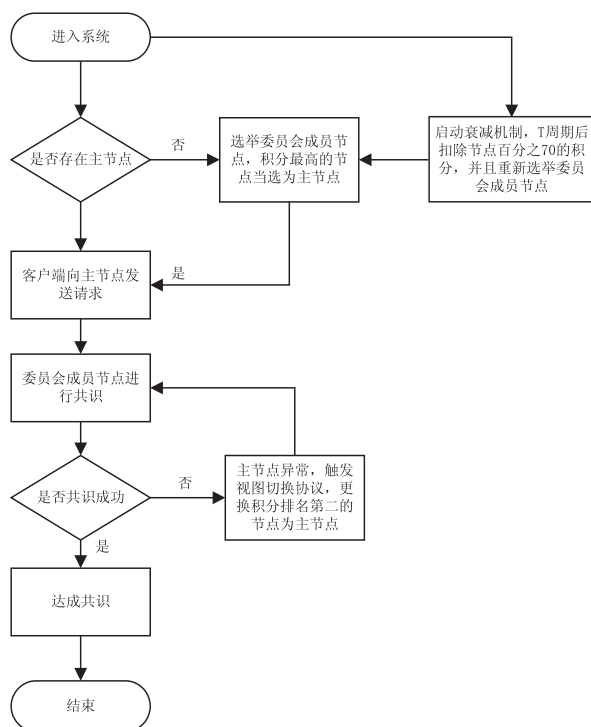 进入系统
是否存在主节点
否
选举委员会成员节
点，积分最高的节
点当选为主节点
启动衰减机制，T周期后
扣除节点百分之70的积
分，并且重新选举委员
会成员节点
客户端向主节点发
送请求
是
委员会成员节点进
行共识
是否共识成功
否
主节点异常，触发
视图切换协议，更
换积分排名第二的
节点为主节点
是
达成共识
结束